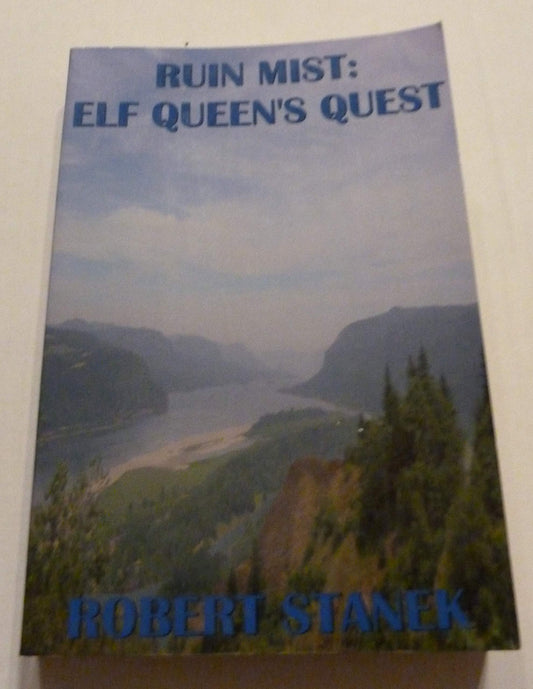 RUIN MIST:
ELF QUEEN'S QUEST
ROBERT STANEK